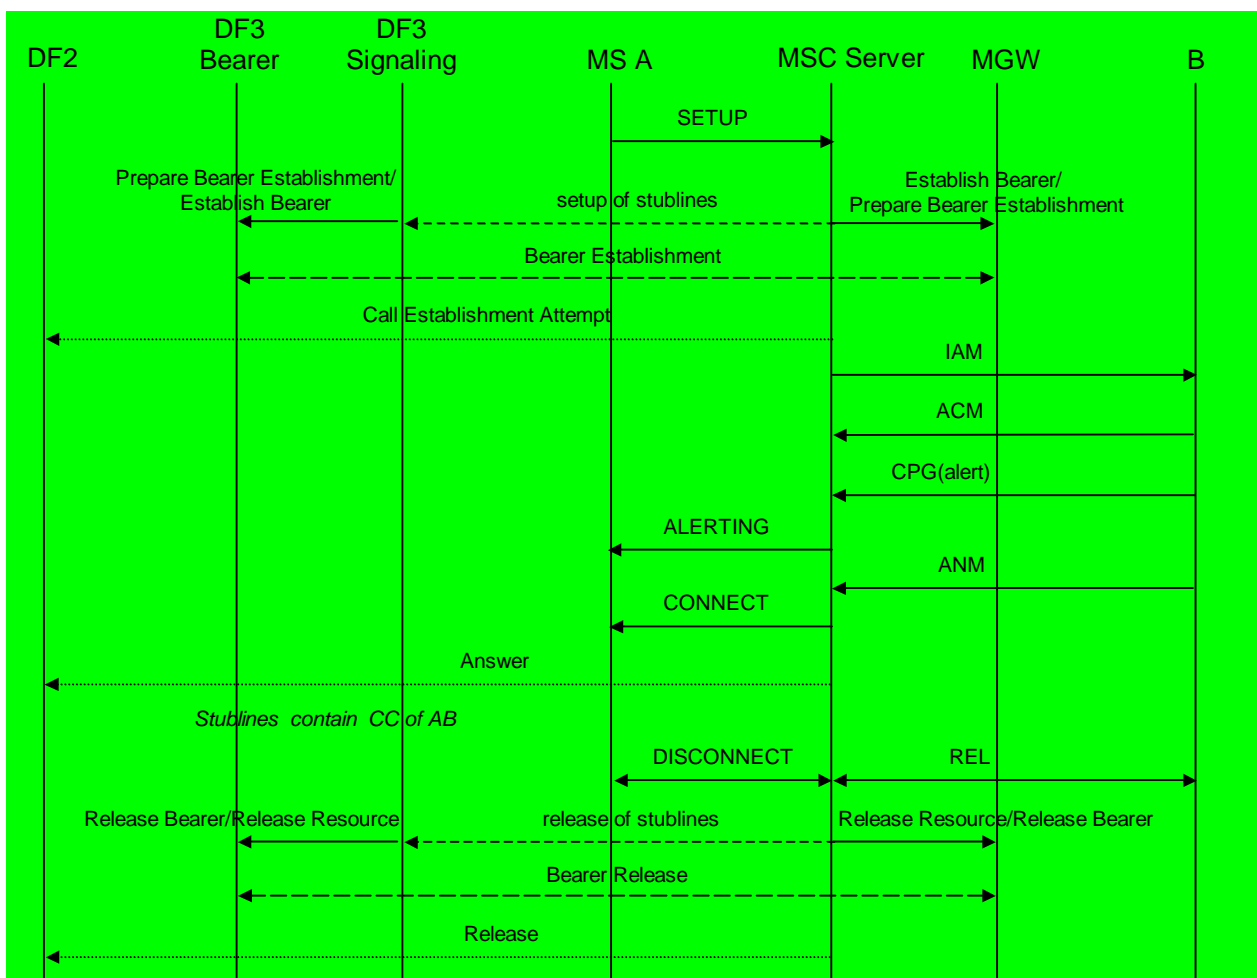 DF2
DF3
Bearer
DF3
Signaling
MS A
MSC Server
MGW
B
SETUP
Prepare Bearer Establishment/
Establish Bearer
setup of stublines
Establish Bearer/
Prepare Bearer Establishment
Bearer Establishment
Call Establishment Attempt
IAM
ACM
CPG(alert)
ALERTING
ANM
CONNECT
Answer
Stublines contain CC of AB
DISCONNECT
REL
Release Bearer/Release Resource
release of stublines
Release Resource/Release Bearer
Bearer Release
Release